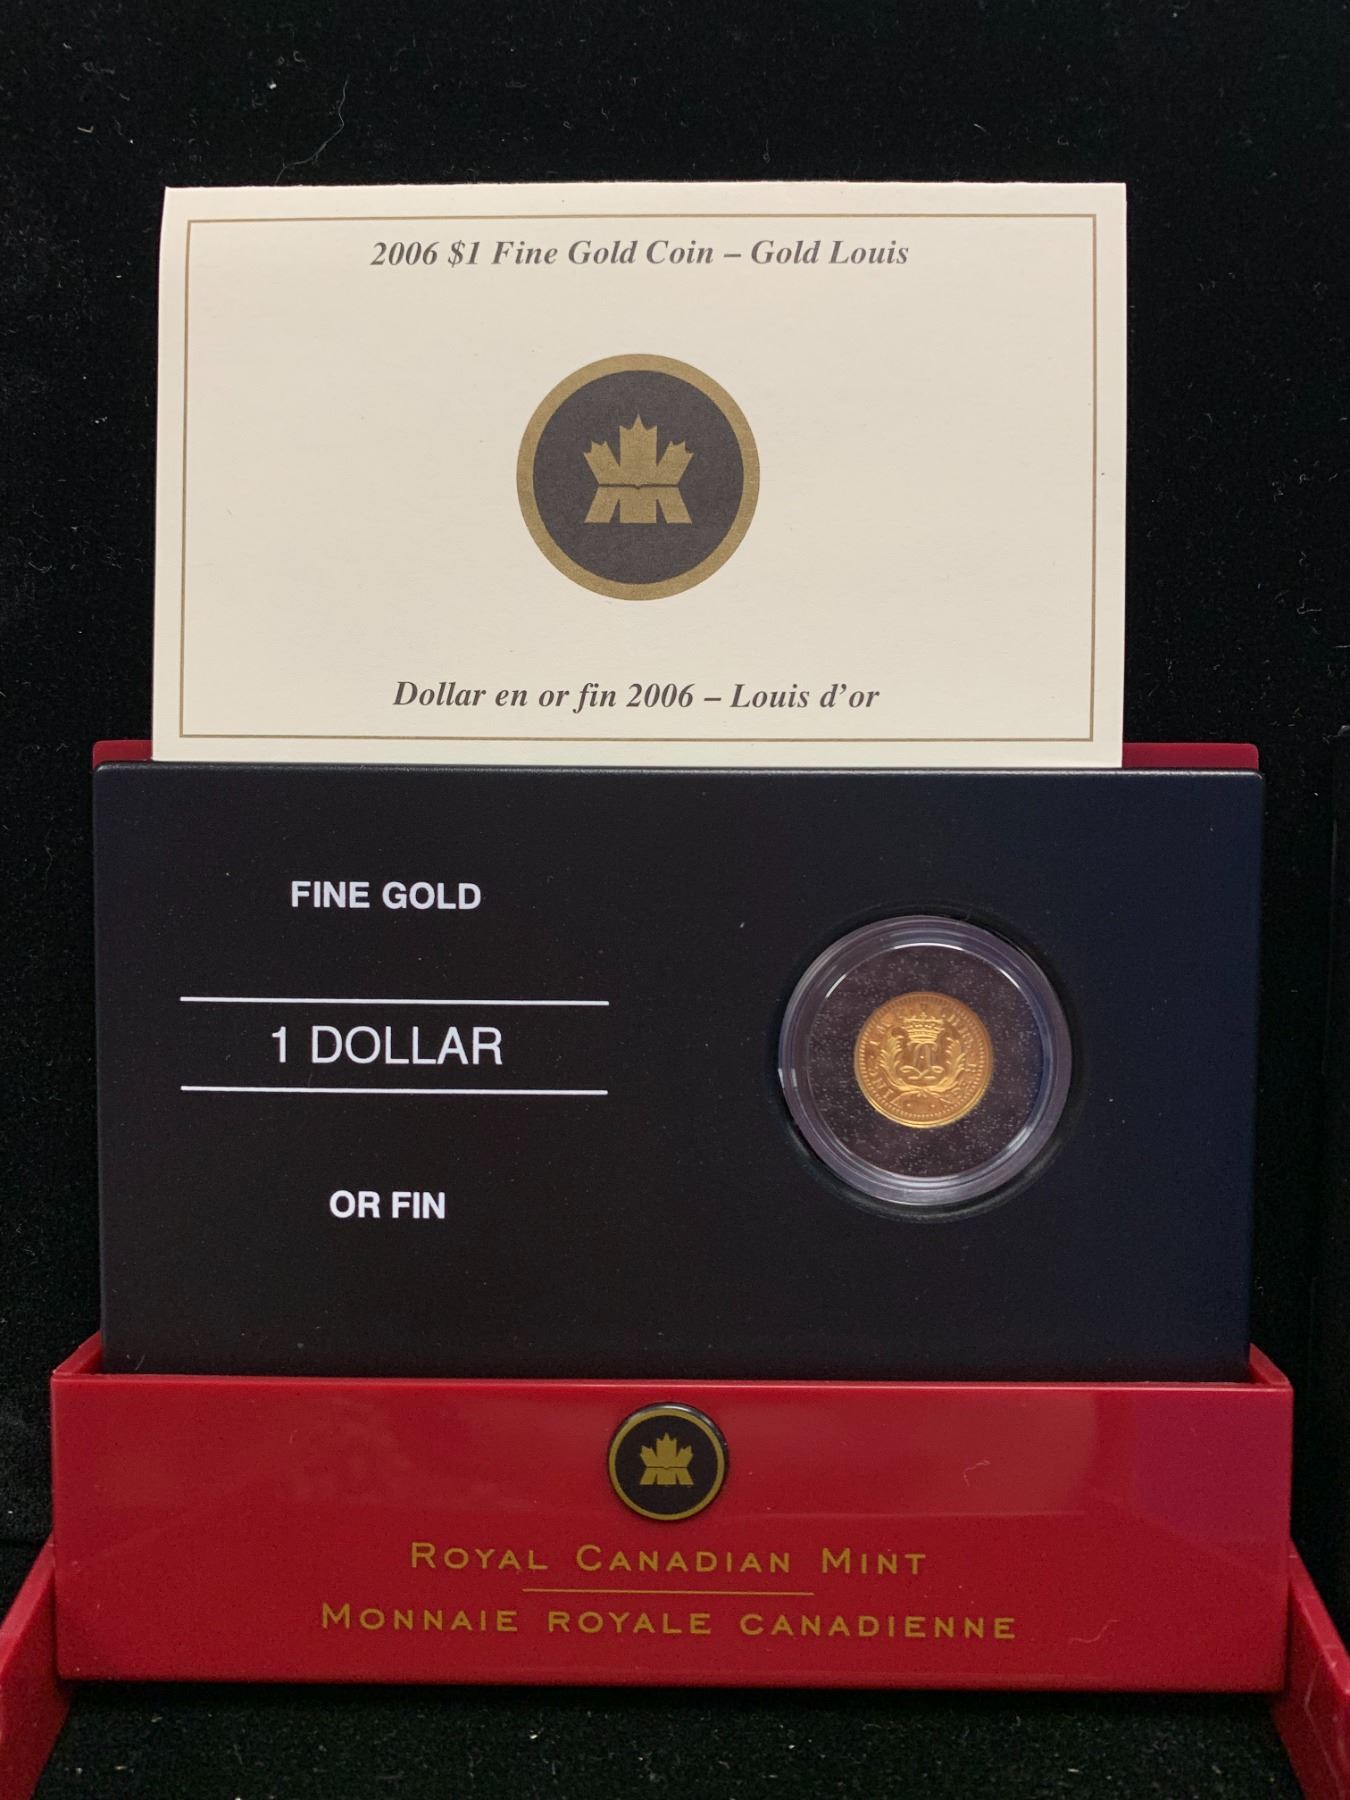 2006 $1 Fine Gold Coin – Gold Louis
Dollar en or fin 2006 – Louis d'or
FINE GOLD
1 DOLLAR
OR FIN
ROYAL CANADIAN MINT
MONNAIE ROYALE CANADIENNE